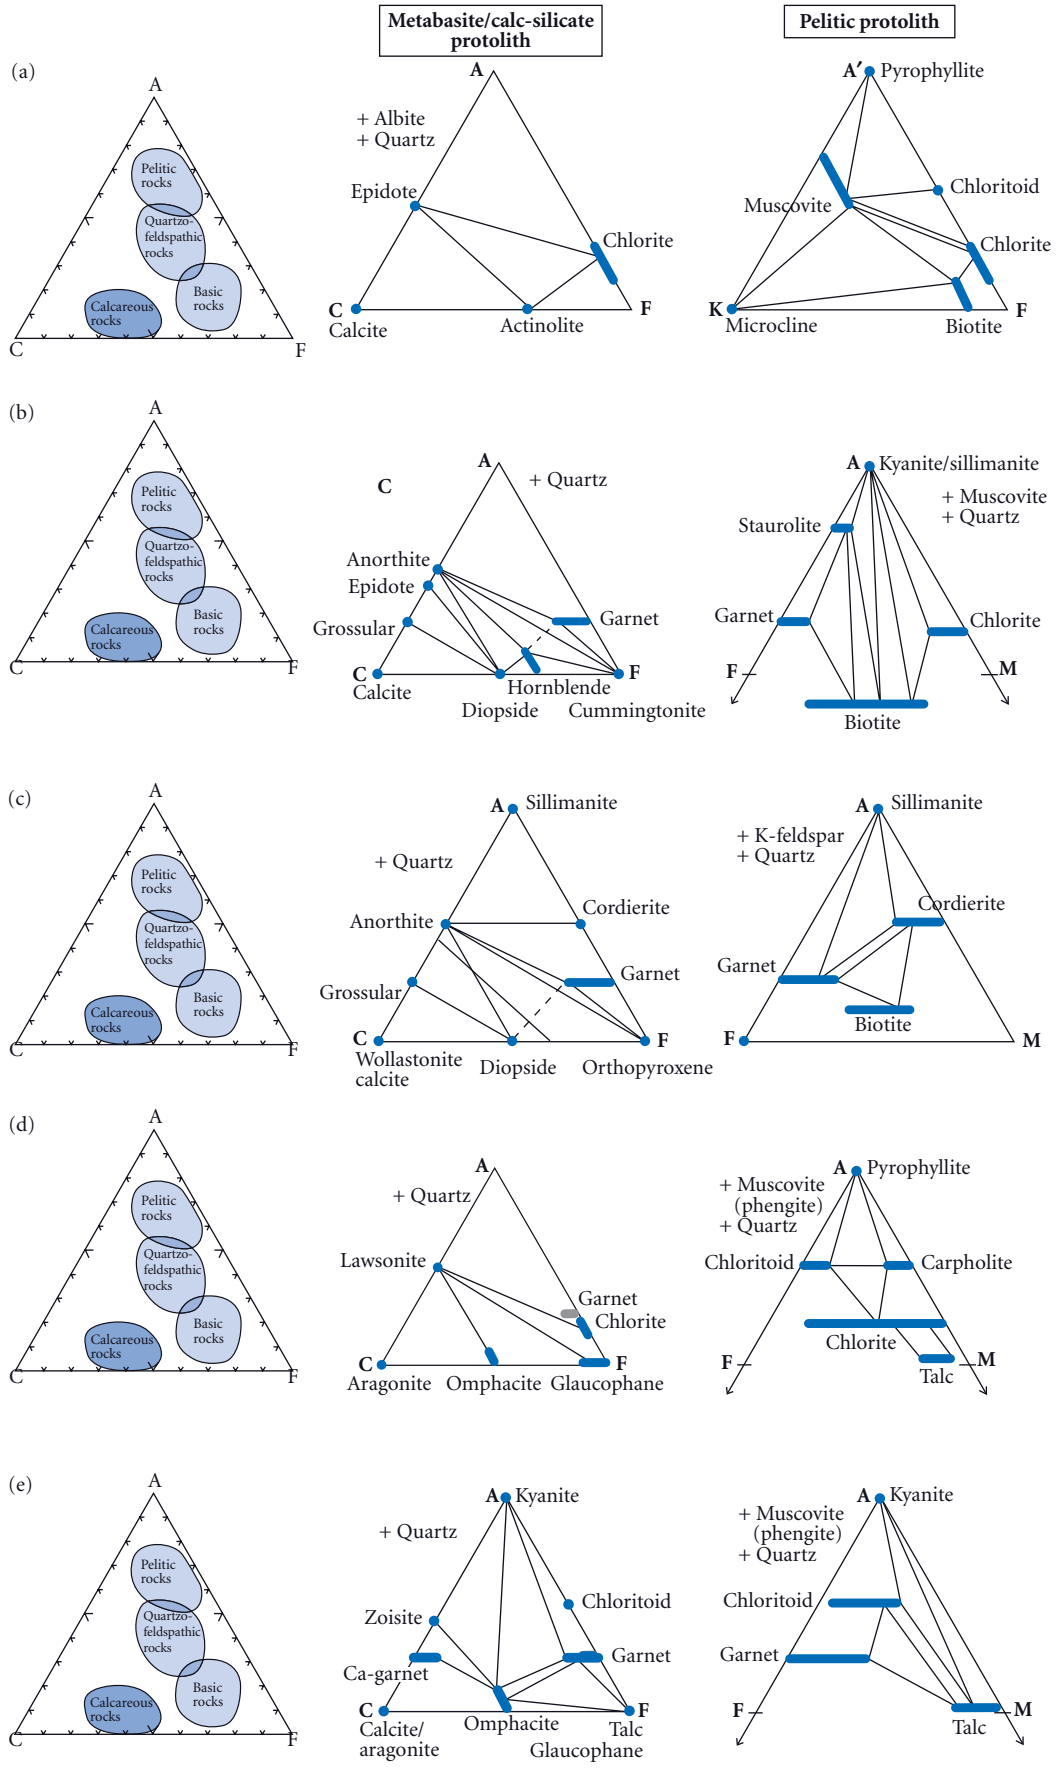 Metabasite/calc-silicate
protolith
Pelitic protolith
(a)
A
Pelitic
rocks
Quartzo-
feldspathic
rocks
Basic
rocks
Calcareous
rocks
C
F
A
+ Albite
+ Quartz
Epidote
Chlorite
C
F
Calcite
Actinolite
A′
Pyrophyllite
Chloritoid
Muscovite
Chlorite
K
F
Microcline
Biotite
(b)
A
Pelitic
rocks
Quartzo-
feldspathic
rocks
Basic
rocks
Calcareous
rocks
C
F
C
A
+ Quartz
Anorthite
Epidote
Grossular
Garnet
C
F
Calcite
Hornblende
Diopside
Cummingtonite
A
Kyanite/sillimanite
+ Muscovite
+ Quartz
Staurolite
Garnet
Chlorite
F
M
Biotite
(c)
A
Pelitic
rocks
Quartzo-
feldspathic
rocks
Basic
rocks
Calcareous
rocks
C
F
A
Sillimanite
+ Quartz
Anorthite
Cordierite
Garnet
Grossular
C
F
Wollastonite
calcite
Diopside
Orthopyroxene
A
Sillimanite
+ K-feldspar
+ Quartz
Cordierite
Garnet
Biotite
F
M
(d)
A
Pelitic
rocks
Quartzo-
feldspathic
rocks
Basic
rocks
Calcareous
rocks
C
F
A
+ Quartz
Lawsonite
Garnet
Chlorite
C
F
Aragonite
Omphacite
Glaucophane
A
Pyrophyllite
+ Muscovite
(phengite)
+ Quartz
Chloritoid
Carpholite
Chlorite
F
M
Talc
(e)
A
Pelitic
rocks
Quartzo-
feldspathic
rocks
Basic
rocks
Calcareous
rocks
C
F
A
Kyanite
+ Quartz
Chloritoid
Zoisite
Garnet
Ca-garnet
C
F
Calcite/
aragonite
Omphacite
Talc
Glaucophane
A
Kyanite
+ Muscovite
(phengite)
+ Quartz
Chloritoid
Garnet
F
M
Talc